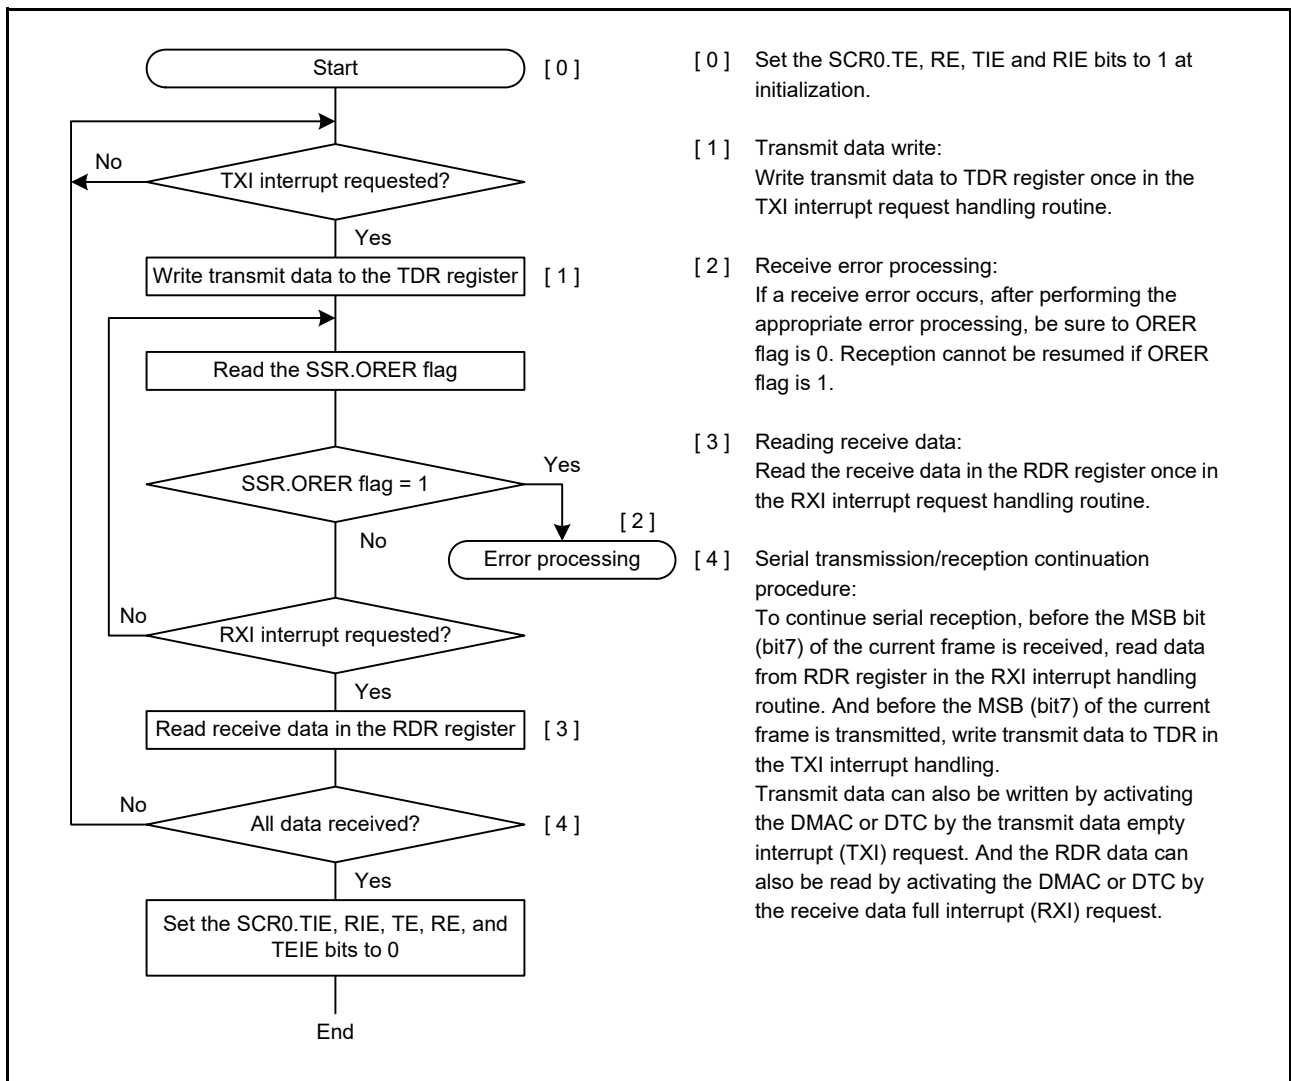 Start
[ 0 ]
No
TXI interrupt requested?
Yes
Write transmit data to the TDR register
[ 1 ]
Read the SSR.ORER flag
SSR.ORER flag = 1
Yes
[ 2 ]
Error processing
No
No
RXI interrupt requested?
Yes
Read receive data in the RDR register
[ 3 ]
No
All data received?
[ 4 ]
Yes
Set the SCR0.TIE, RIE, TE, RE, and
TEIE bits to 0
End
[ 0 ] Set the SCR0.TE, RE, TIE and RIE bits to 1 at
initialization.
[ 1 ] Transmit data write:
Write transmit data to TDR register once in the
TXI interrupt request handling routine.
[ 2 ] Receive error processing:
If a receive error occurs, after performing the
appropriate error processing, be sure to ORER
flag is 0. Reception cannot be resumed if ORER
flag is 1.
[ 3 ] Reading receive data:
Read the receive data in the RDR register once in
the RXI interrupt request handling routine.
[ 4 ] Serial transmission/reception continuation
procedure:
To continue serial reception, before the MSB bit
(bit7) of the current frame is received, read data
from RDR register in the RXI interrupt handling
routine. And before the MSB (bit7) of the current
frame is transmitted, write transmit data to TDR in
the TXI interrupt handling.
Transmit data can also be written by activating
the DMAC or DTC by the transmit data empty
interrupt (TXI) request. And the RDR data can
also be read by activating the DMAC or DTC by
the receive data full interrupt (RXI) request.